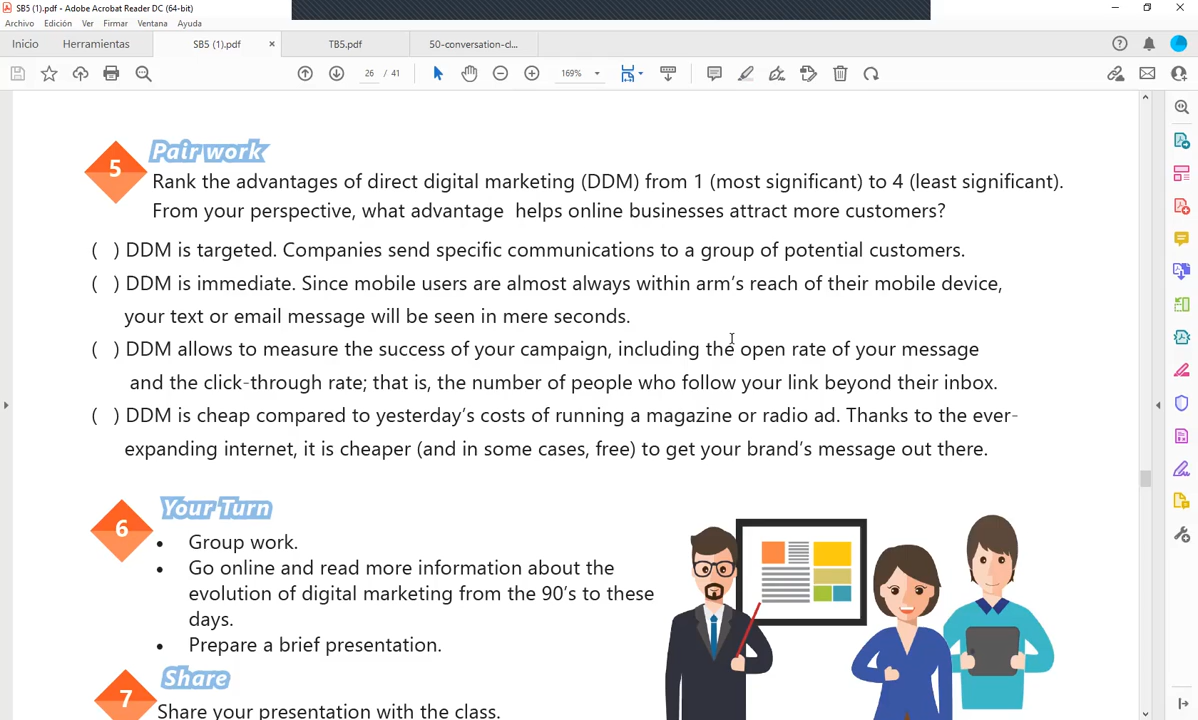 SB5 (1).pdf - Adobe Acrobat Reader DC (64-bit)
Archivo Edición Ver Firmar Ventana Ayuda
Inicio Herramientas SB5 (1).pdf × TB5.pdf 50-conversation-cl...
26 / 41 169%
5 Pair work
Rank the advantages of direct digital marketing (DDM) from 1 (most significant) to 4 (least significant).
From your perspective, what advantage helps online businesses attract more customers?
( ) DDM is targeted. Companies send specific communications to a group of potential customers.
( ) DDM is immediate. Since mobile users are almost always within arm's reach of their mobile device,
your text or email message will be seen in mere seconds.
( ) DDM allows to measure the success of your campaign, including the open rate of your message
and the click-through rate; that is, the number of people who follow your link beyond their inbox.
( ) DDM is cheap compared to yesterday's costs of running a magazine or radio ad. Thanks to the ever-
expanding internet, it is cheaper (and in some cases, free) to get your brand's message out there.
6 Your Turn
• Group work.
• Go online and read more information about the
evolution of digital marketing from the 90's to these
days.
• Prepare a brief presentation.
7 Share
Share your presentation with the class.